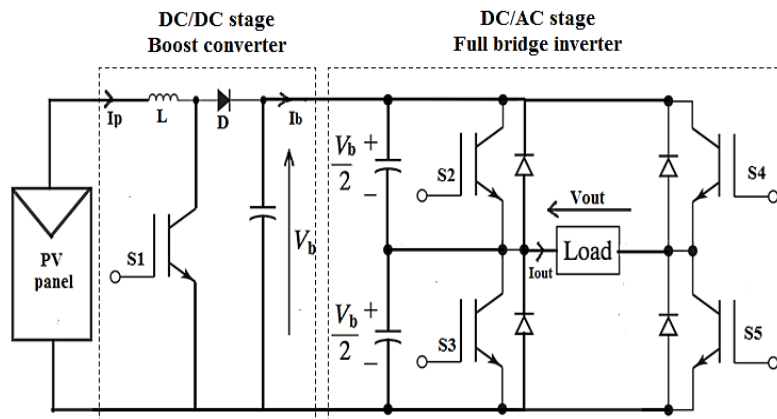 DC/DC stage
Boost converter
DC/AC stage
Full bridge inverter
Ip
L
D
Ib
PV
panel
S1
Vb
Vb/2
+
−
S2
S4
Vout
Iout
Load
Vb/2
+
−
S3
S5